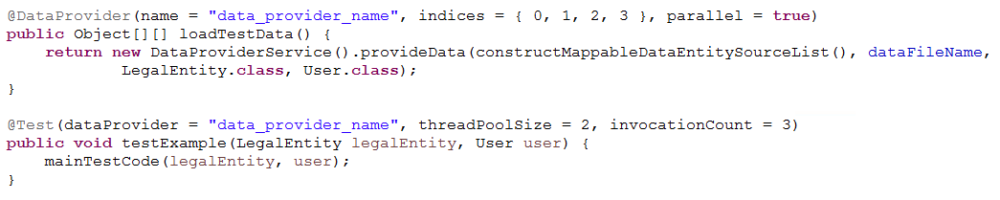 @DataProvider(name = "data_provider_name", indices = { 0, 1, 2, 3 }, parallel = true)
public Object[][] loadTestData() {
    return new DataProviderService().provideData(constructMappableDataEntitySourceList(), dataFileName,
            LegalEntity.class, User.class);
}
@Test(dataProvider = "data_provider_name", threadPoolSize = 2, invocationCount = 3)
public void testExample(LegalEntity legalEntity, User user) {
    mainTestCode(legalEntity, user);
}